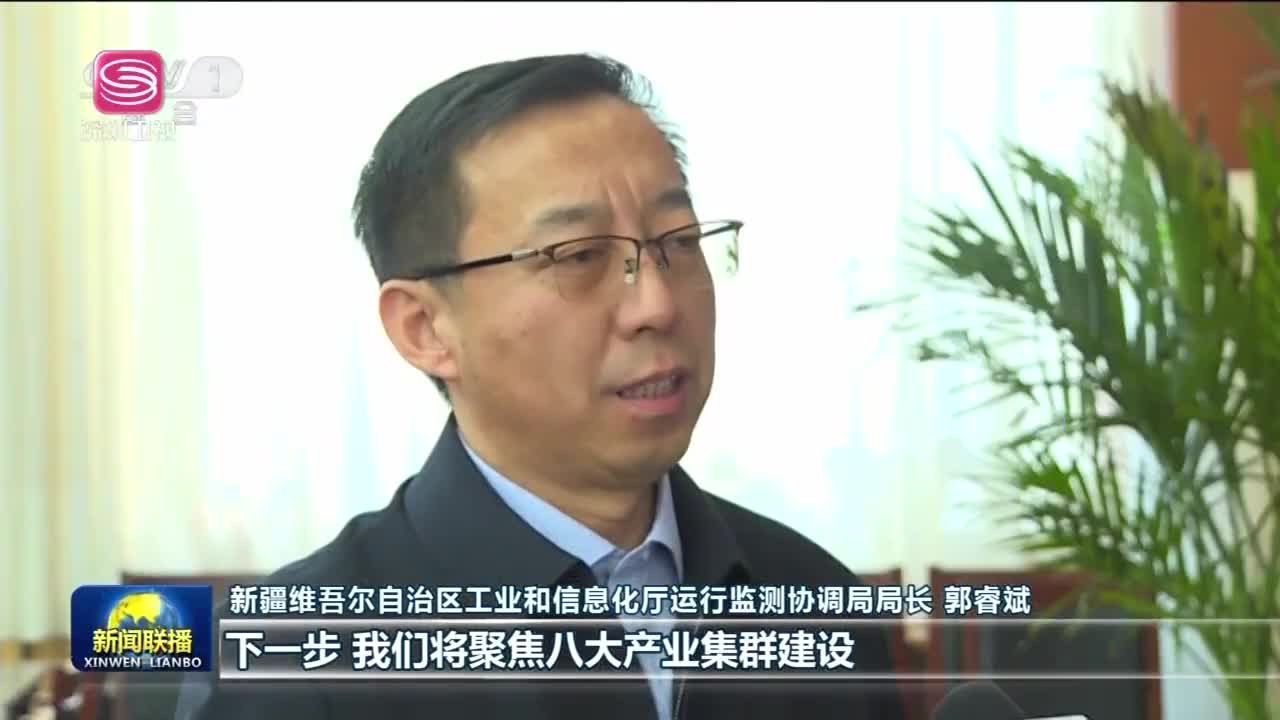 1
新疆维吾尔自治区工业和信息化厅运行监测协调局局长 郭睿斌
新闻联播
XINWEN LIANBO
下一步 我们将聚焦八大产业集群建设